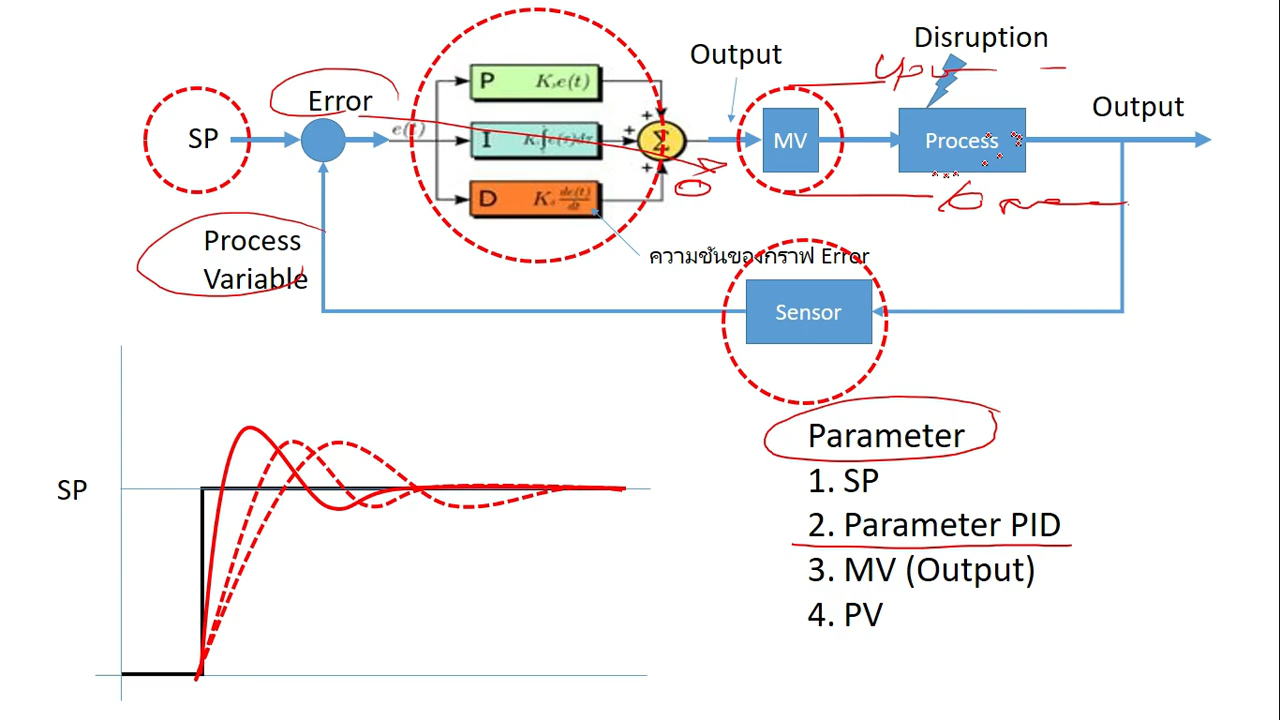 Disruption
Output
Output
Error
SP
e(t)
P K e(t)
I
D
Σ
+
+
+
MV
Process
Process
Variable
ความชันของกราฟ Error
Sensor
Parameter
1. SP
2. Parameter PID
3. MV (Output)
4. PV
SP